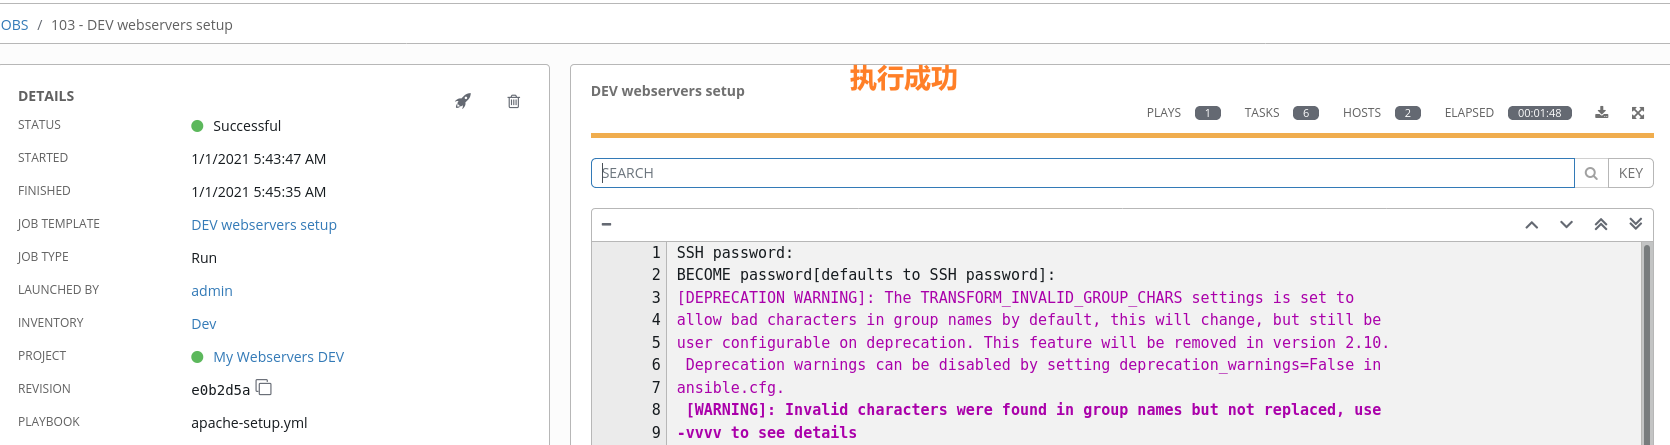 OBS / 103 - DEV webservers setup
DETAILS
STATUS Successful
STARTED 1/1/2021 5:43:47 AM
FINISHED 1/1/2021 5:45:35 AM
JOB TEMPLATE DEV webservers setup
JOB TYPE Run
LAUNCHED BY admin
INVENTORY Dev
PROJECT My Webservers DEV
REVISION e0b2d5a
PLAYBOOK apache-setup.yml
执行成功
DEV webservers setup
PLAYS 1 TASKS 6 HOSTS 2 ELAPSED 00:01:48
SEARCH KEY
1 SSH password:
2 BECOME password[defaults to SSH password]:
3 [DEPRECATION WARNING]: The TRANSFORM_INVALID_GROUP_CHARS settings is set to
4 allow bad characters in group names by default, this will change, but still be
5 user configurable on deprecation. This feature will be removed in version 2.10.
6 Deprecation warnings can be disabled by setting deprecation_warnings=False in
7 ansible.cfg.
8 [WARNING]: Invalid characters were found in group names but not replaced, use
9 -vvvv to see details